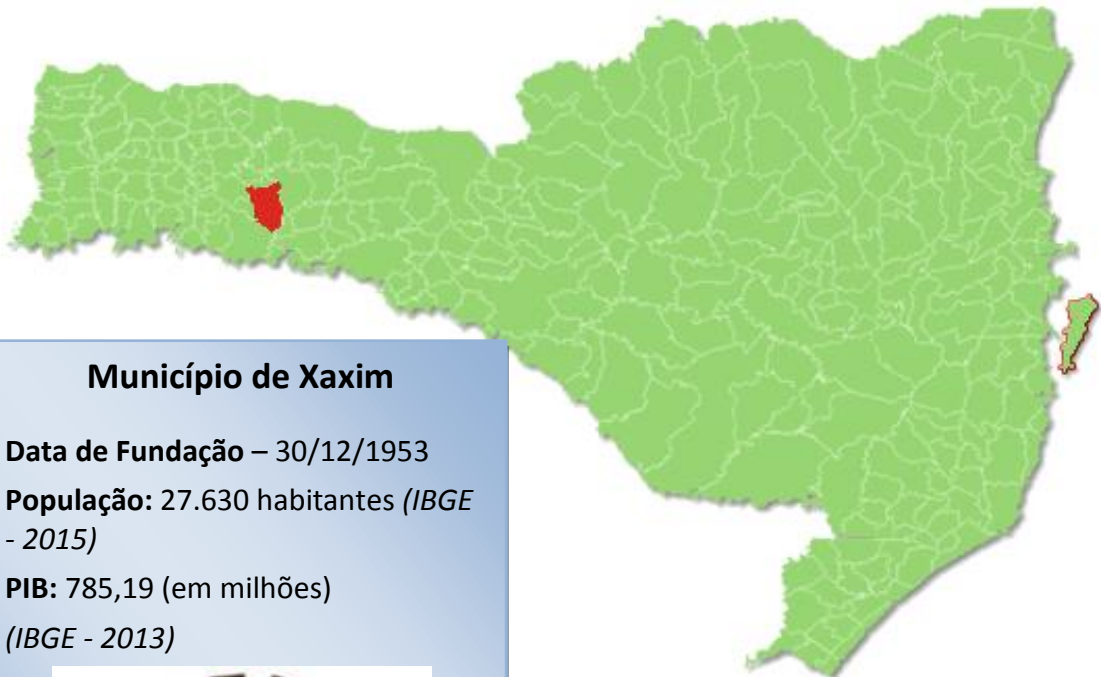 Município de Xaxim
Data de Fundação – 30/12/1953
População: 27.630 habitantes (IBGE
- 2015)
PIB: 785,19 (em milhões)
(IBGE - 2013)